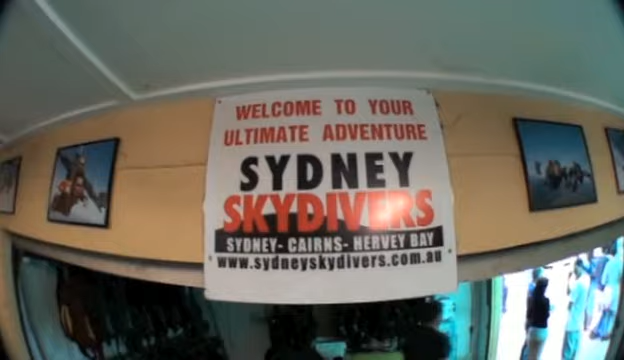 WELCOME TO YOUR
ULTIMATE ADVENTURE
SYDNEY
SKYDIVERS
SYDNEY- CAIRNS- HERVEY BAY
www.sydneyskydivers.com.au